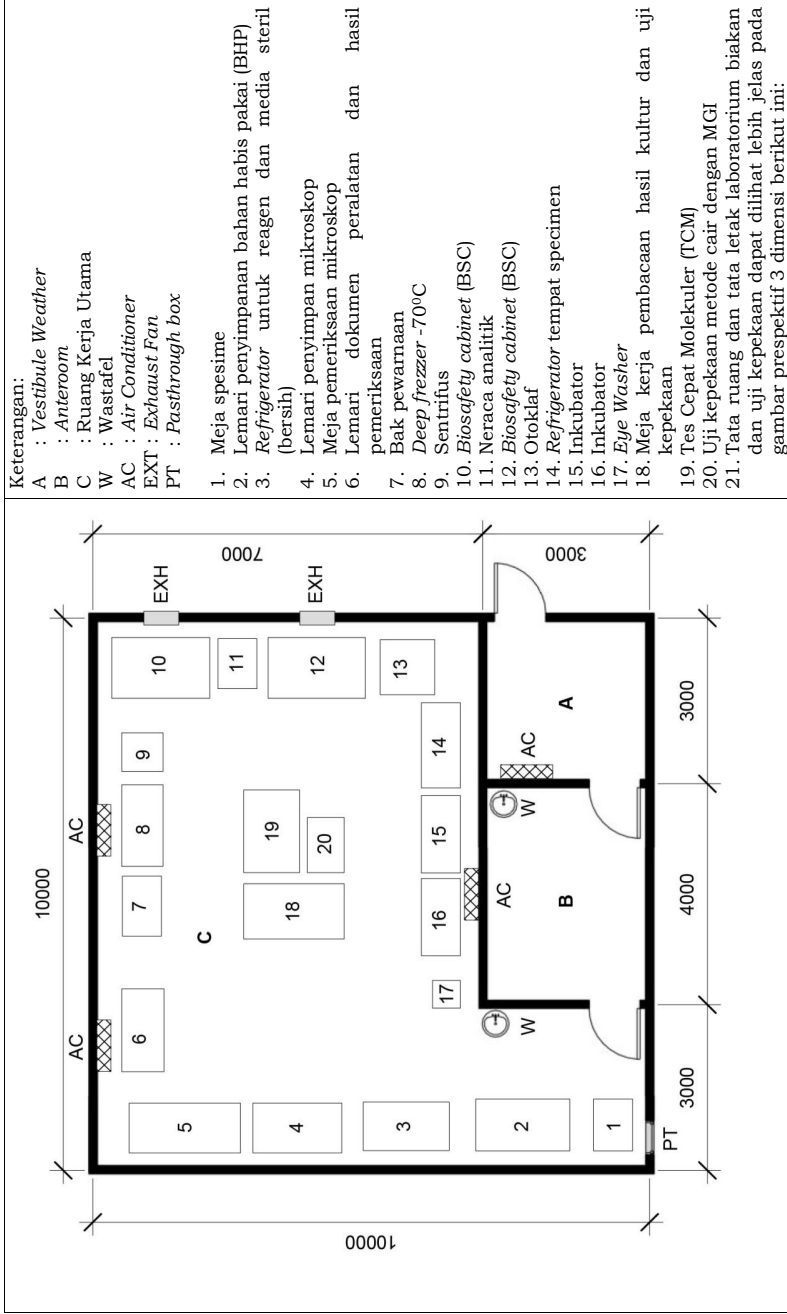 Keterangan:
A : Vestibule Weather
B : Anteroom
C : Ruang Kerja Utama
W : Wastafel
AC : Air Conditioner
EXT : Exhaust Fan
PT : Pasthrough box
1. Meja spesime
2. Lemari penyimpanan bahan habis pakai (BHP)
3. Refrigerator untuk reagen dan media steril
(bersih)
4. Lemari penyimpan mikroskop
5. Meja pemeriksaan mikroskop
6. Lemari dokumen peralatan dan hasil
pemeriksaan
7. Bak pewarnaan
8. Deep frezzer -70⁰C
9. Sentrifus
10. Biosafety cabinet (BSC)
11. Neraca analitik
12. Biosafety cabinet (BSC)
13. Otoklaf
14. Refrigerator tempat specimen
15. Inkubator
16. Inkubator
17. Eye Washer
18. Meja kerja pembacaan hasil kultur dan uji
kepekaan
19. Tes Cepat Molekuler (TCM)
20. Uji kepekaan metode cair dengan MGI
21. Tata ruang dan tata letak laboratorium biakan
dan uji kepekaan dapat dilihat lebih jelas pada
gambar prespektif 3 dimensi berikut ini:
10000
AC AC
7000
EXH
EXH
3000
10000
5
4
3
2
1
6
7
8
9
10
11
12
13
14
15
16
17
18
19
20
C
W
AC
W
AC
B
A
PT
3000 4000 3000